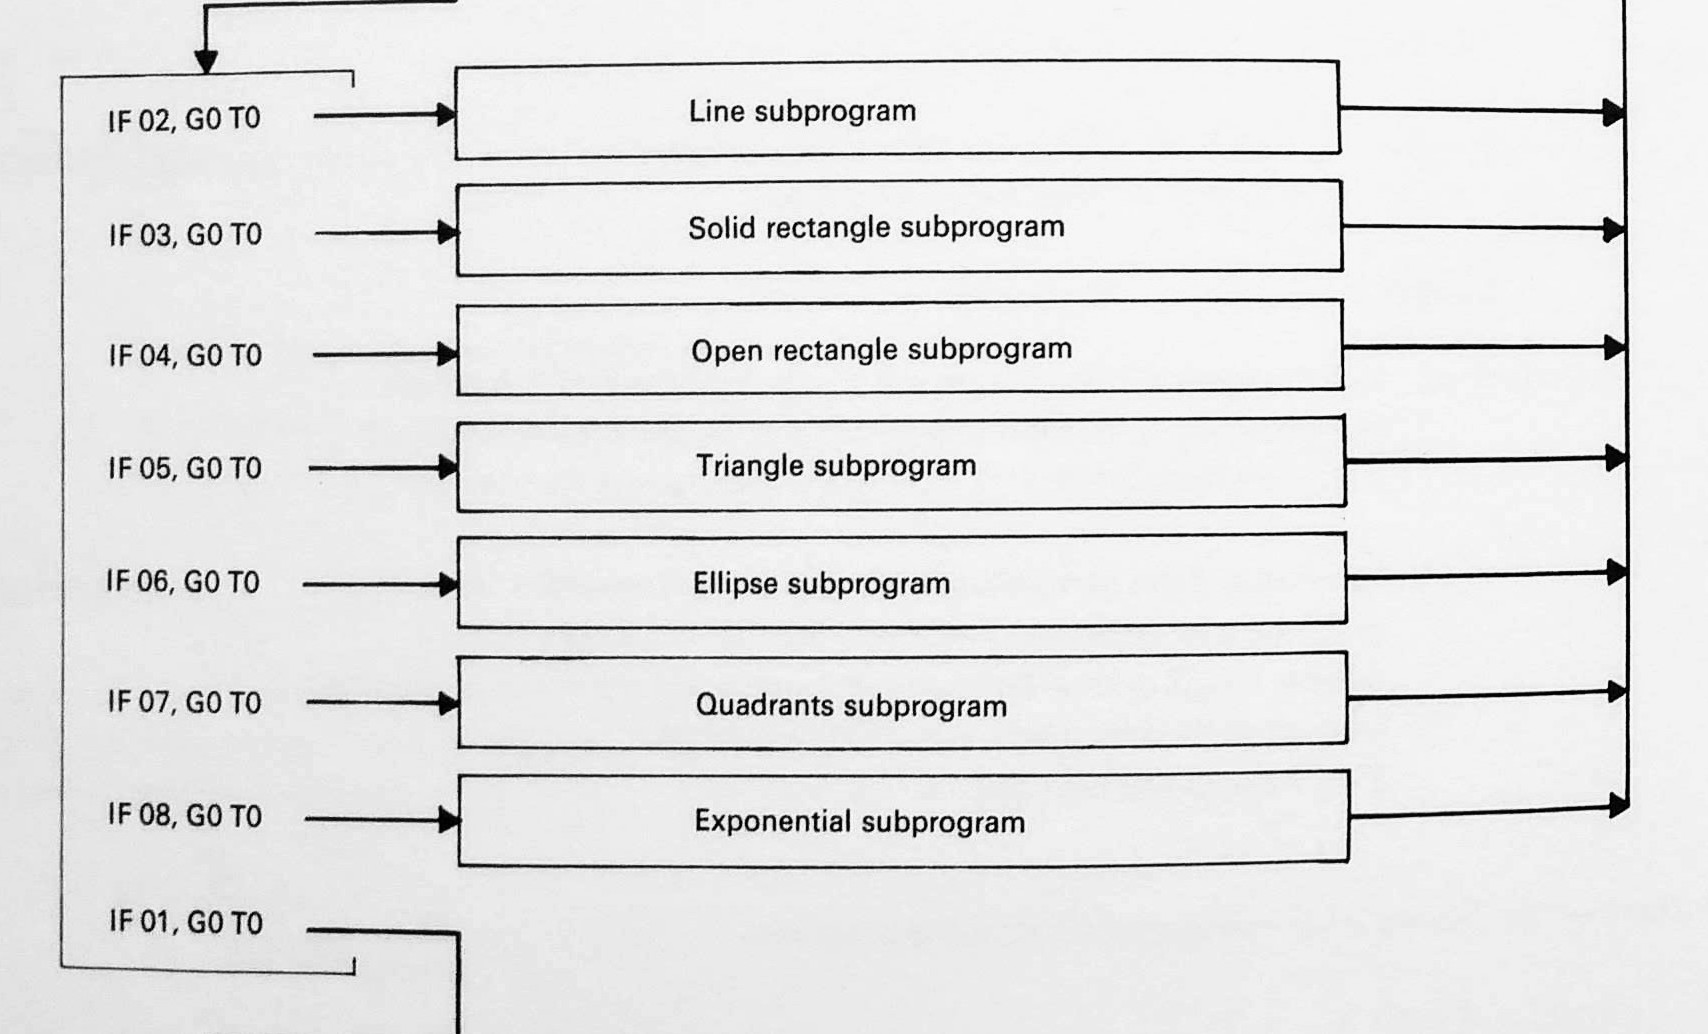 IF 02, GO TO
Line subprogram
IF 03, GO TO
Solid rectangle subprogram
IF 04, GO TO
Open rectangle subprogram
IF 05, GO TO
Triangle subprogram
IF 06, GO TO
Ellipse subprogram
IF 07, GO TO
Quadrants subprogram
IF 08, GO TO
Exponential subprogram
IF 01, GO TO